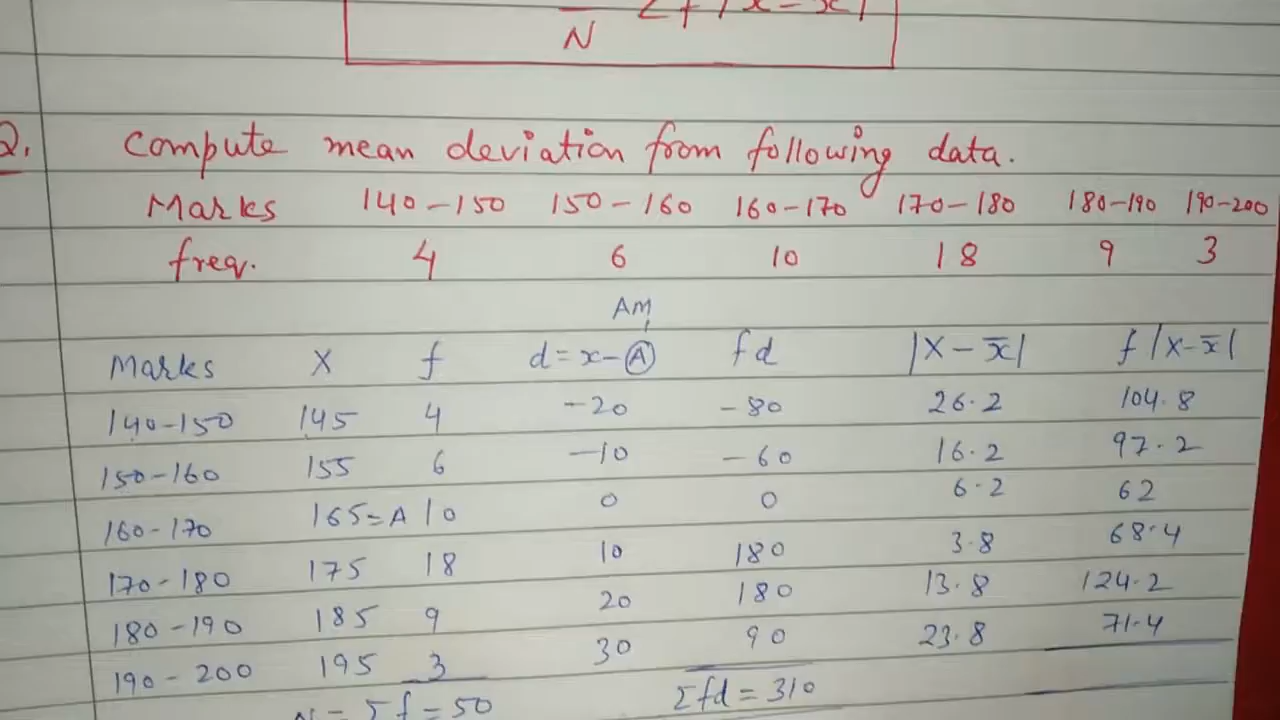 N Σf|x-x̄|
Q. Compute mean deviation from following data.
Marks 140-150 150-160 160-170 170-180 180-190 190-200
freq. 4 6 10 18 9 3
Am
Marks X f d=x-A fd |X-x̄| f|X-x̄|
140-150 145 4 -20 -80 26.2 104.8
150-160 155 6 -10 -60 16.2 97.2
160-170 165=A 10 0 0 6.2 62
170-180 175 18 10 180 3.8 68.4
180-190 185 9 20 180 13.8 124.2
190-200 195 3 30 90 23.8 71.4
N = Σf = 50 Σfd = 310